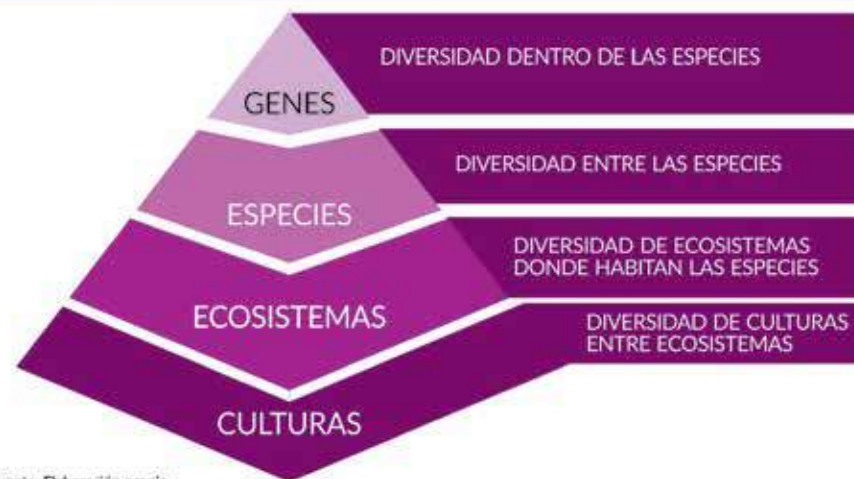 GENES
DIVERSIDAD DENTRO DE LAS ESPECIES
ESPECIES
DIVERSIDAD ENTRE LAS ESPECIES
ECOSISTEMAS
DIVERSIDAD DE ECOSISTEMAS
DONDE HABITAN LAS ESPECIES
CULTURAS
DIVERSIDAD DE CULTURAS
ENTRE ECOSISTEMAS